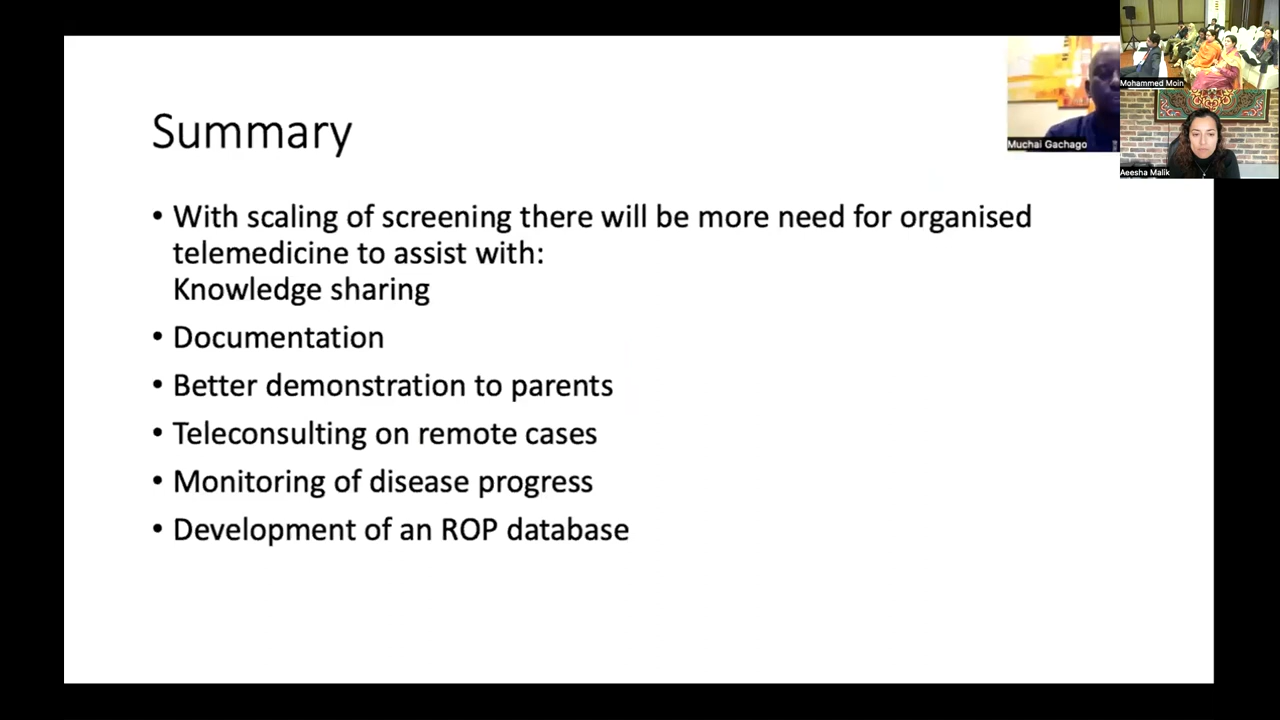 Summary
• With scaling of screening there will be more need for organised
telemedicine to assist with:
Knowledge sharing
• Documentation
• Better demonstration to parents
• Teleconsulting on remote cases
• Monitoring of disease progress
• Development of an ROP database
Muchai Gachago
Mohammed Moin
Aeesha Malik